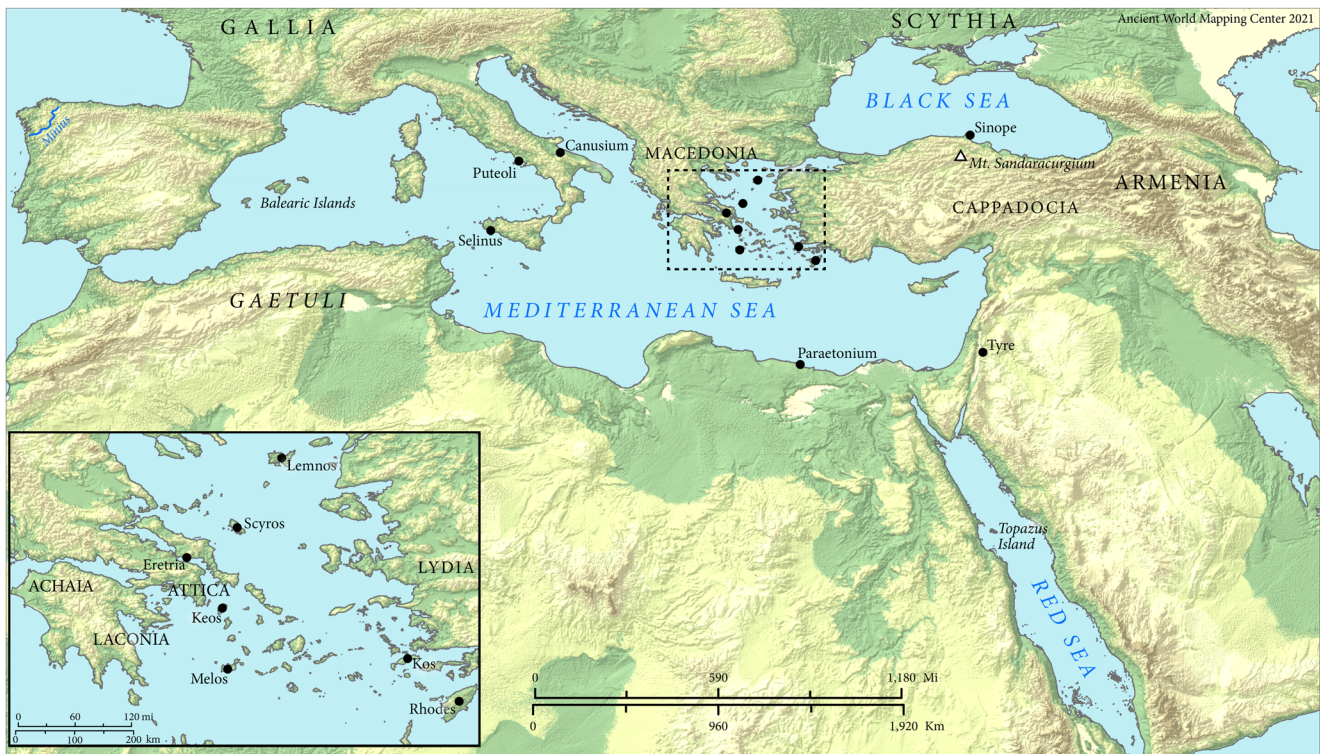 GALLIA
SCYTHIA
Ancient World Mapping Center 2021
BLACK SEA
Minius
Sinope
Canusium
MACEDONIA
Mt. Sandaracurgium
Puteoli
ARMENIA
Balearic Islands
CAPPADOCIA
Selinus
GAETULI
MEDITERRANEAN SEA
Paraetonium
Tyre
Topazus
Island
RED SEA
Lemnos
Scyros
Eretria
LYDIA
ACHAIA
ATTICA
Keos
LACONIA
Kos
Melos
Rhodes
0 60 120 mi
0 100 200 km
0 590 1,180 Mi
0 960 1,920 Km